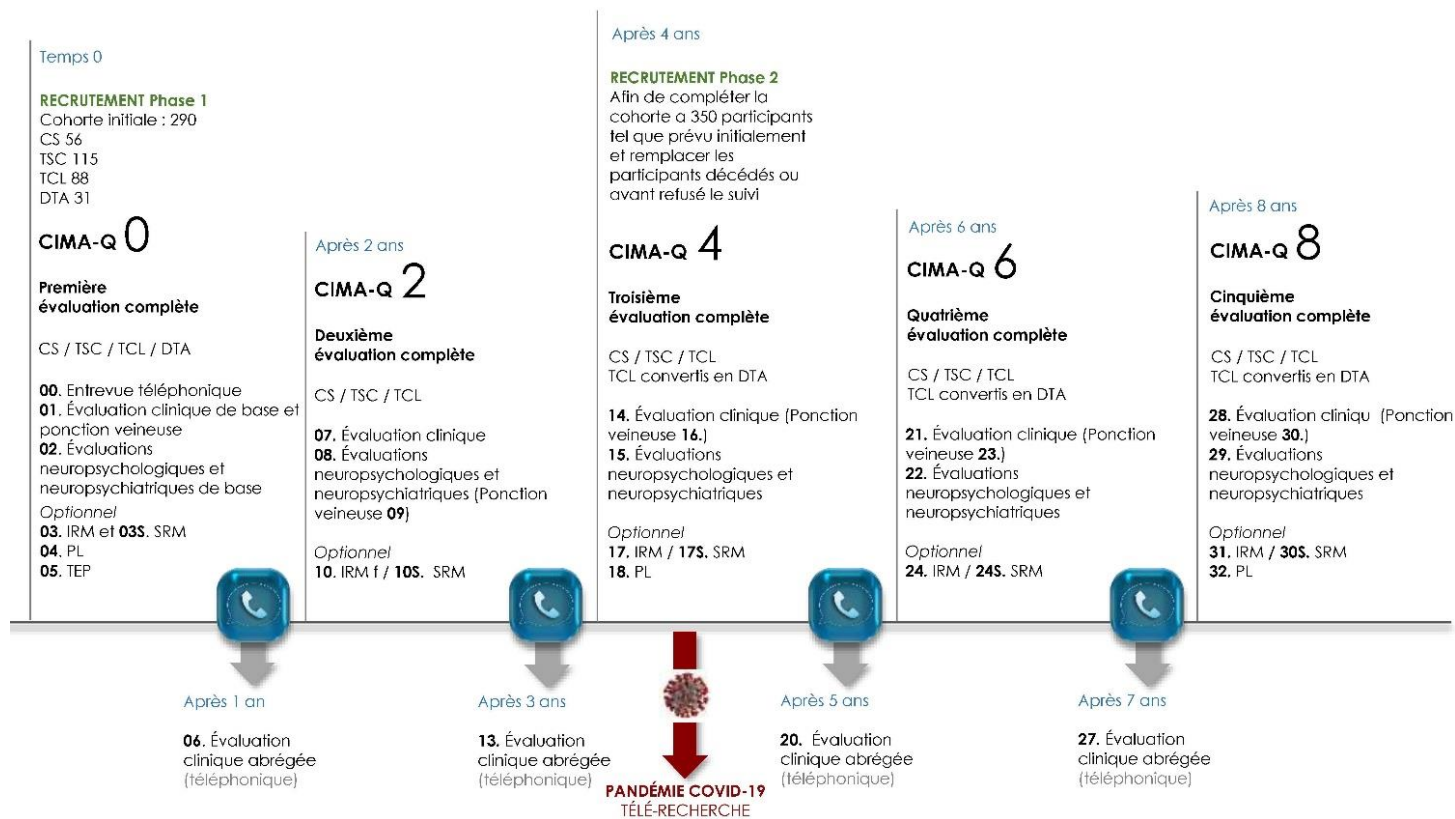 Temps 0
RECRUTEMENT Phase 1
Cohorte initiale : 290
CS 56
TSC 115
TCL 88
DTA 31
CIMA-Q 0
Première
évaluation complète
CS / TSC / TCL / DTA
00. Entrevue téléphonique
01. Évaluation clinique de base et
ponction veineuse
02. Évaluations
neuropsychologiques et
neuropsychiatriques de base
Optionnel
03. IRM et 03S. SRM
04. PL
05. TEP
Après 2 ans
CIMA-Q 2
Deuxième
évaluation complète
CS / TSC / TCL
07. Évaluation clinique
08. Évaluations
neuropsychologiques et
neuropsychiatriques (Ponction
veineuse 09)
Optionnel
10. IRM f / 10S. SRM
Après 4 ans
RECRUTEMENT Phase 2
Afin de compléter la
cohorte a 350 participants
tel que prévu initialement
et remplacer les
participants décédés ou
avant refusé le suivi
CIMA-Q 4
Troisième
évaluation complète
CS / TSC / TCL
TCL convertis en DTA
14. Évaluation clinique (Ponction
veineuse 16.)
15. Évaluations
neuropsychologiques et
neuropsychiatriques
Optionnel
17. IRM / 17S. SRM
18. PL
Après 6 ans
CIMA-Q 6
Quatrième
évaluation complète
CS / TSC / TCL
TCL convertis en DTA
21. Évaluation clinique (Ponction
veineuse 23.)
22. Évaluations
neuropsychologiques et
neuropsychiatriques
Optionnel
24. IRM / 24S. SRM
Après 8 ans
CIMA-Q 8
Cinquième
évaluation complète
CS / TSC / TCL
TCL convertis en DTA
28. Évaluation cliniqu (Ponction
veineuse 30.)
29. Évaluations
neuropsychologiques et
neuropsychiatriques
Optionnel
31. IRM / 30S. SRM
32. PL
Après 1 an
06. Évaluation
clinique abrégée
(téléphonique)
Après 3 ans
13. Évaluation
clinique abrégée
(téléphonique)
PANDÉMIE COVID-19
TÉLÉ-RECHERCHE
Après 5 ans
20. Évaluation
clinique abrégée
(téléphonique)
Après 7 ans
27. Évaluation
clinique abrégée
(téléphonique)